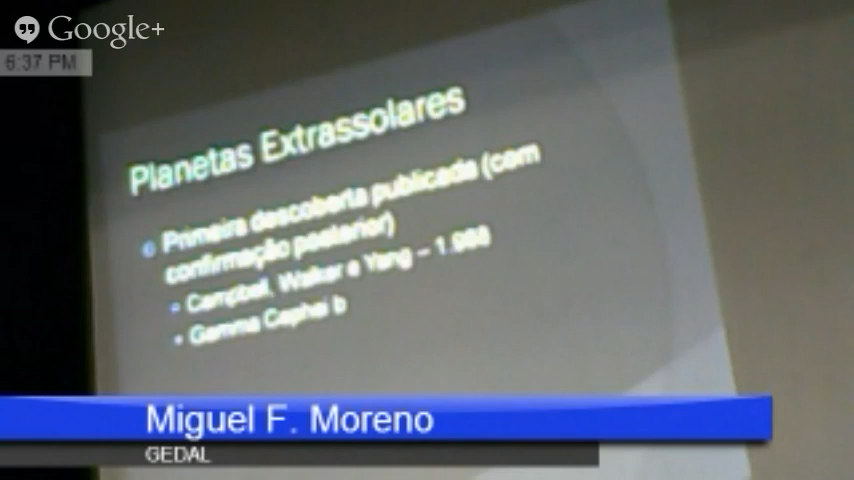 Google+
6:37 PM
Planetas Extrassolares
Primeira descoberta publicada (com
confirmação posterior)
Campbel, Walker e Yang – 1.988
Gamma Cephei b
Miguel F. Moreno
GEDAL